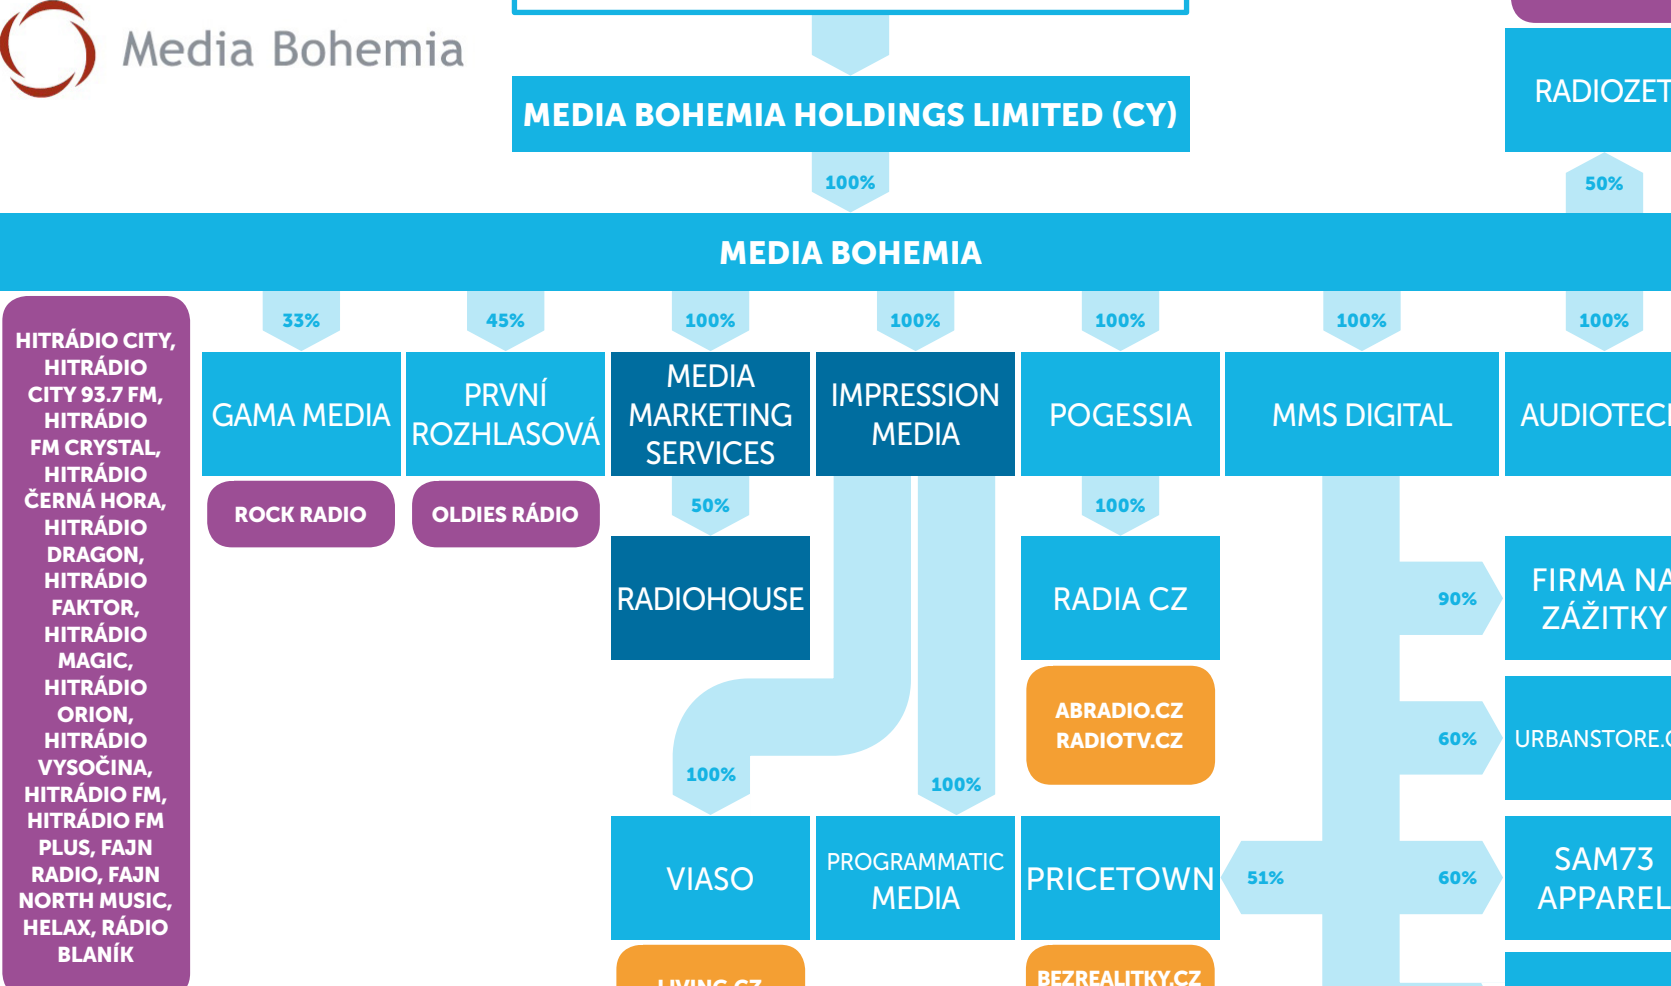 Media Bohemia
MEDIA BOHEMIA HOLDINGS LIMITED (CY)
RADIOZET
100%
50%
MEDIA BOHEMIA
HITRÁDIO CITY,
HITRÁDIO
CITY 93.7 FM,
HITRÁDIO
FM CRYSTAL,
HITRÁDIO
ČERNÁ HORA,
HITRÁDIO
DRAGON,
HITRÁDIO
FAKTOR,
HITRÁDIO
MAGIC,
HITRÁDIO
ORION,
HITRÁDIO
VYSOČINA,
HITRÁDIO FM,
HITRÁDIO FM
PLUS, FAJN
RADIO, FAJN
NORTH MUSIC,
HELAX, RÁDIO
BLANÍK
33%
45%
100%
100%
100%
100%
100%
GAMA MEDIA
PRVNÍ
ROZHLASOVÁ
MEDIA
MARKETING
SERVICES
IMPRESSION
MEDIA
POGESSIA
MMS DIGITAL
ROCK RADIO
OLDIES RÁDIO
50%
100%
RADIOHOUSE
RADIA CZ
90%
FIRMA NA
ZÁŽITKY
ABRADIO.CZ
RADIOTV.CZ
60%
URBANSTORE.
100%
100%
VIASO
PROGRAMMATIC
MEDIA
PRICETOWN
51%
60%
SAM73
APPAREL
LIVING.CZ
BEZREALITKY.CZ